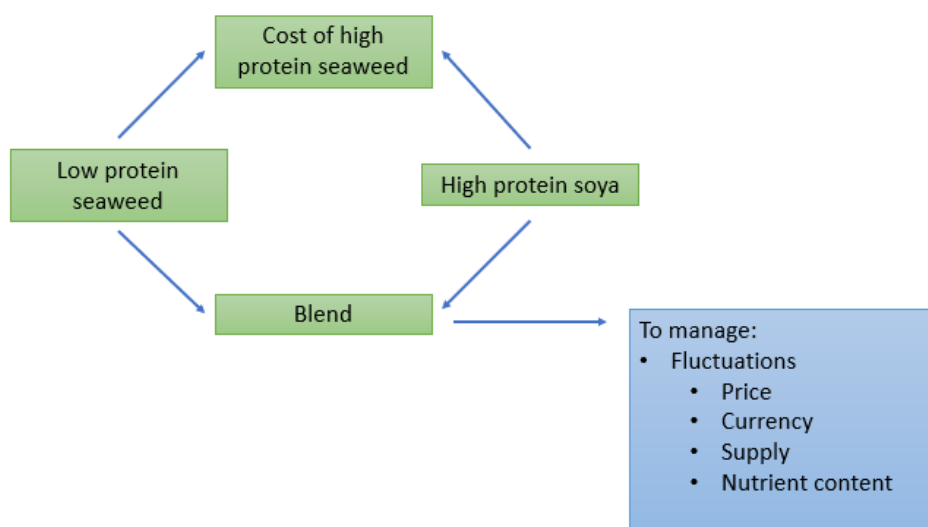 Cost of high
protein seaweed
Low protein
seaweed
High protein soya
Blend
To manage:
• Fluctuations
• Price
• Currency
• Supply
• Nutrient content